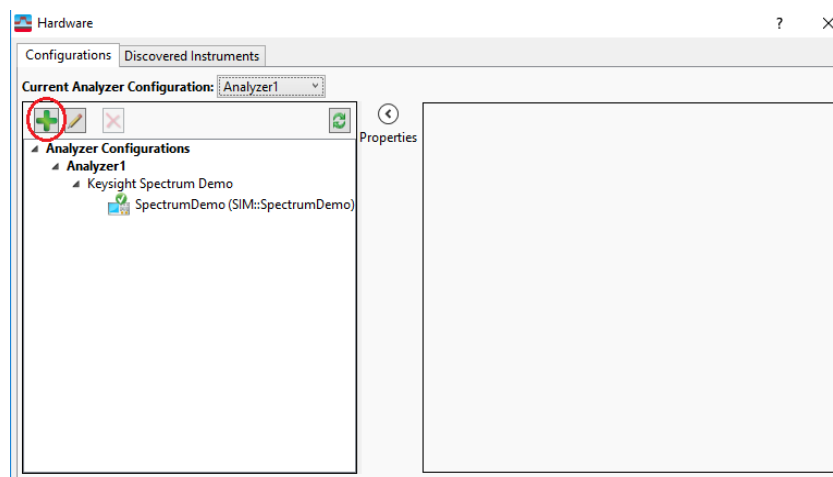 Hardware
Configurations Discovered Instruments
Current Analyzer Configuration: Analyzer1
Properties
Analyzer Configurations
Analyzer1
Keysight Spectrum Demo
SpectrumDemo (SIM::SpectrumDemo)